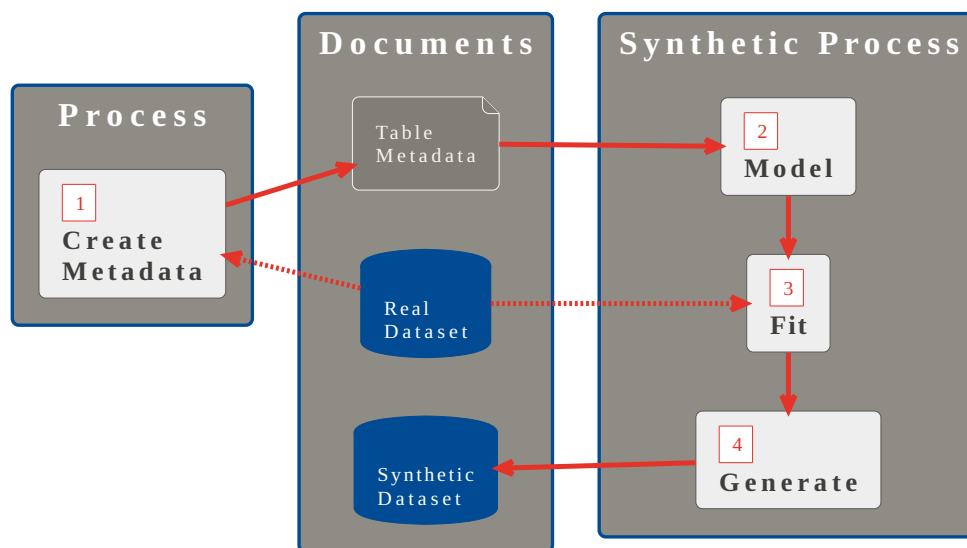 Process
1
Create
Metadata
Documents
Table
Metadata
Real
Dataset
Synthetic
Dataset
Synthetic Process
2
Model
3
Fit
4
Generate